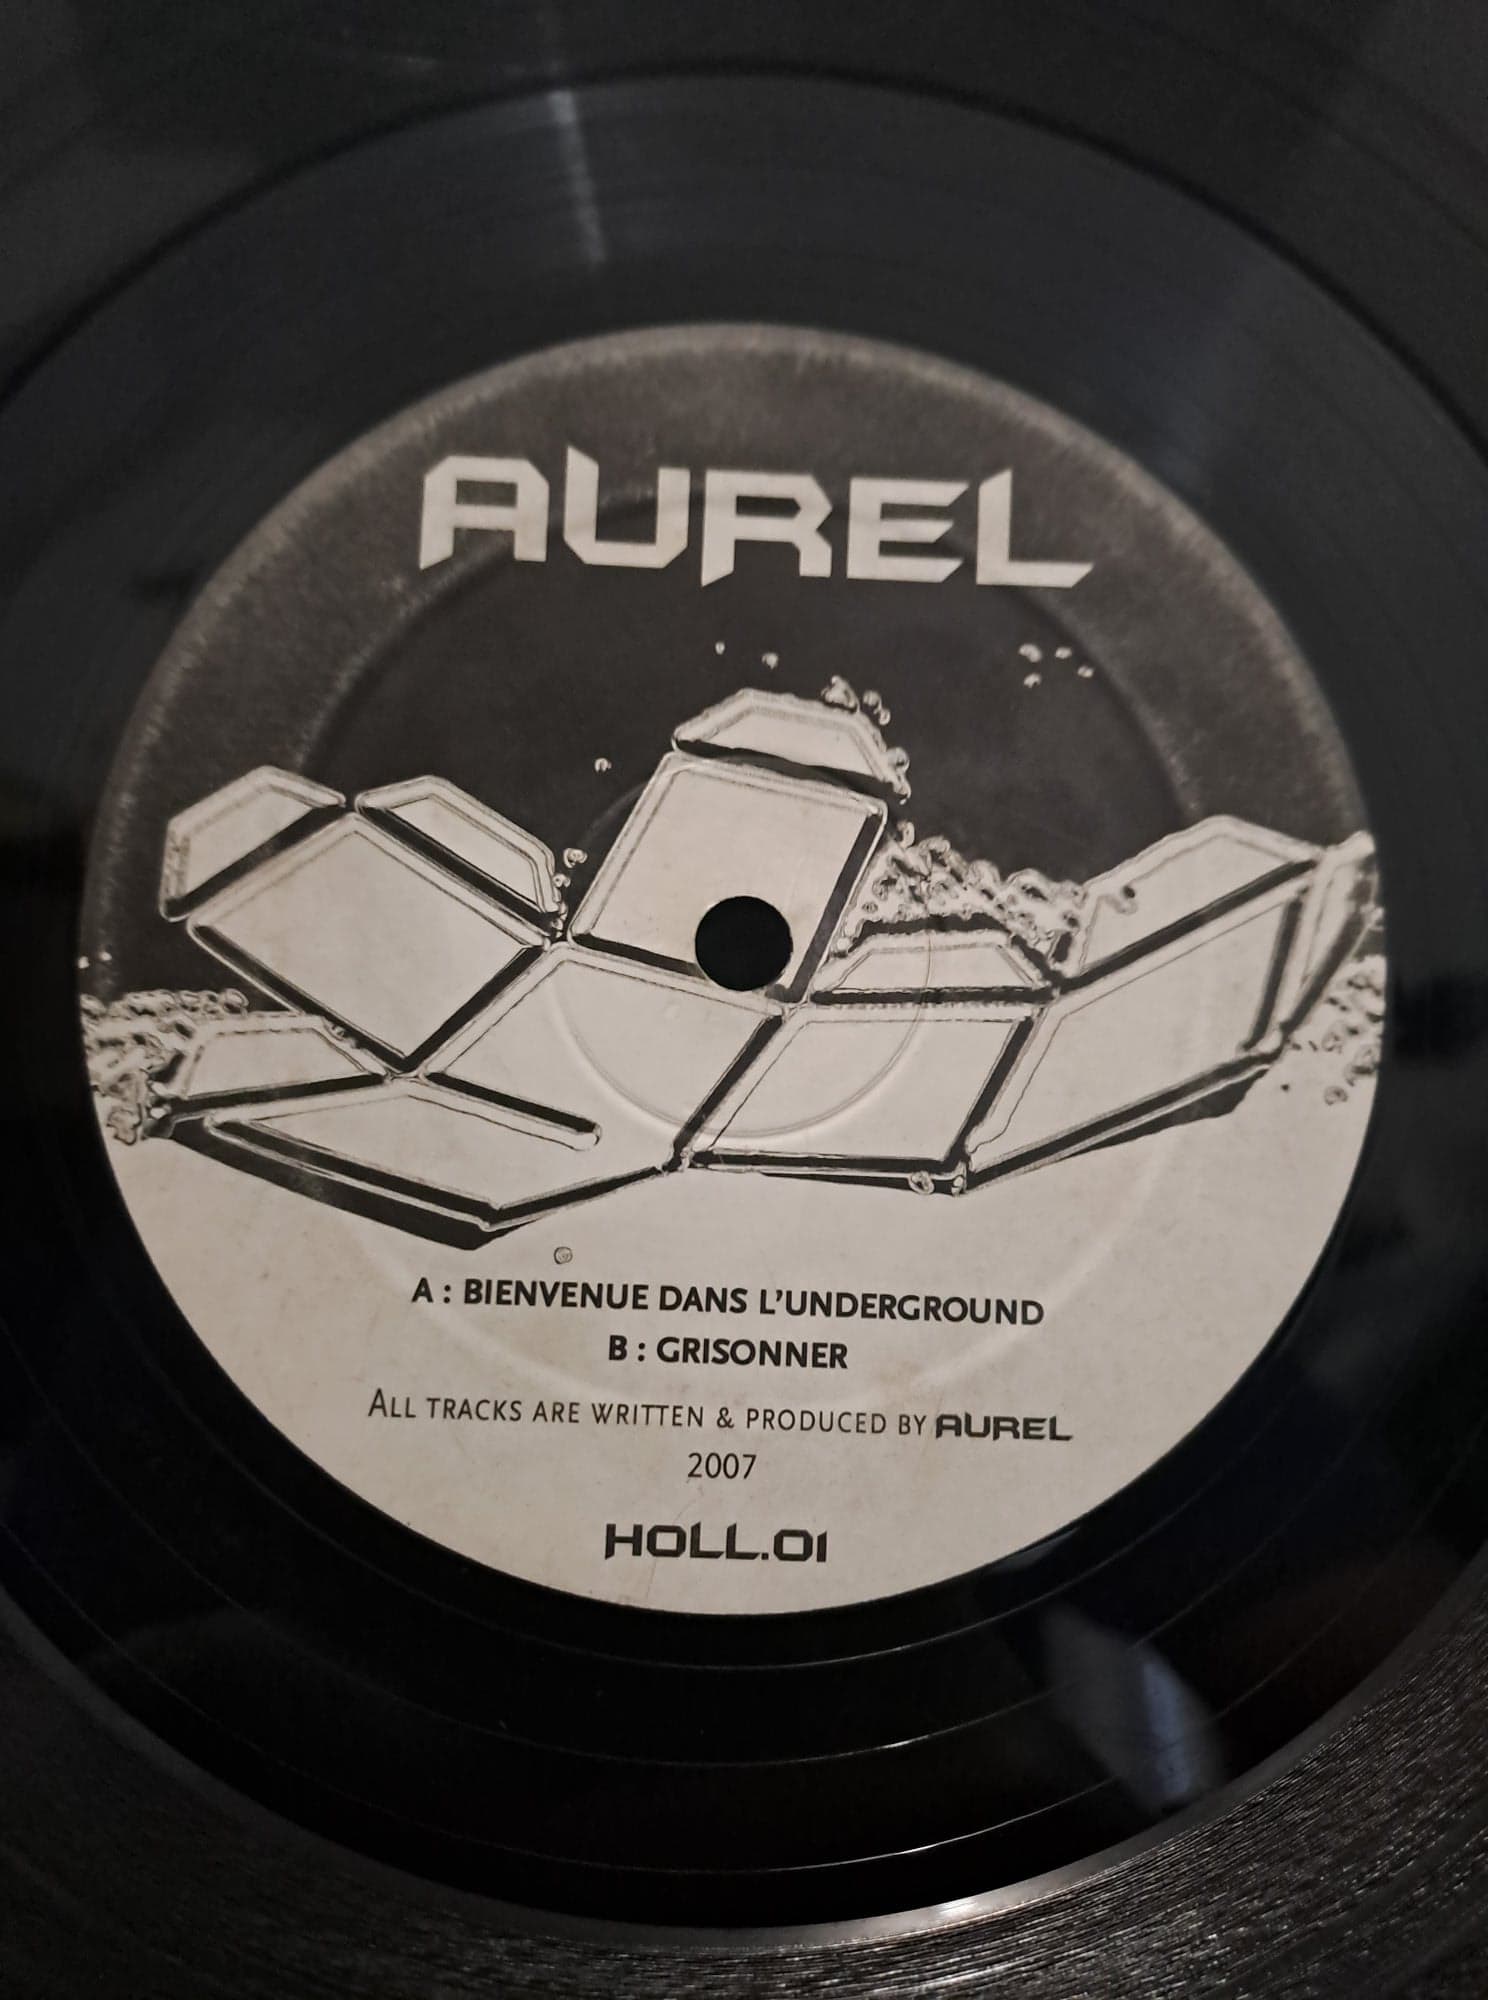 AUREL
A : BIENVENUE DANS L'UNDERGROUND
B : GRISONNER
ALL TRACKS ARE WRITTEN & PRODUCED BY AUREL
2007
HOLL.01